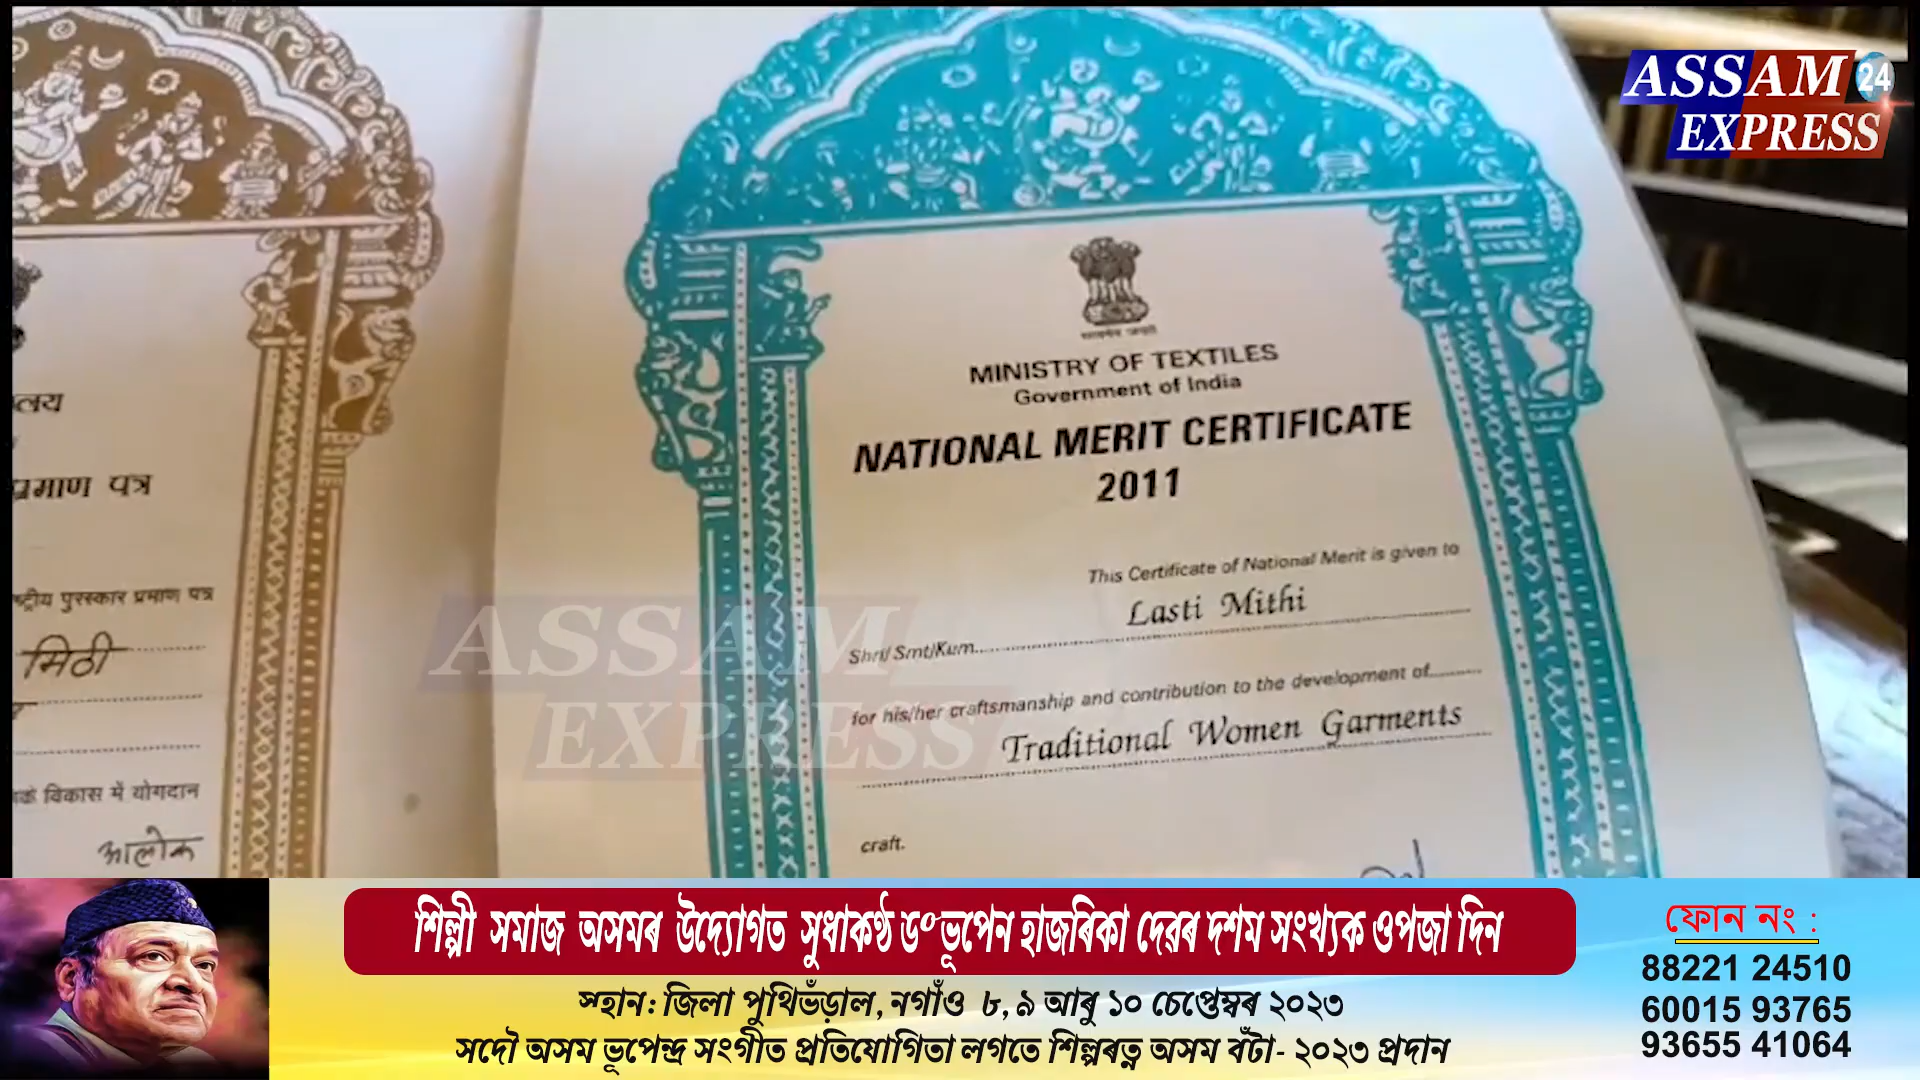 ASSAM 24
EXPRESS
पत्र
पुरस्कार प्रमाण पत्र
मिठी
विकास में योगदान
आलोक
सत्यमेव जयते
MINISTRY OF TEXTILES
Government of India
NATIONAL MERIT CERTIFICATE
2011
This Certificate of National Merit is given to
Shri/Smt/Kum. Lasti Mithi
for his/her craftsmanship and contribution to the development of
Traditional Women Garments
craft.
ASSAM
EXPRESS
শিল্পী সমাজ অসমৰ উদ্যোগত সুধাকণ্ঠ ড° ভূপেন হাজৰিকা দেৱৰ দশম সংখ্যক ওপজা দিন
স্হান: জিলা পুথিভঁড়াল, নগাঁও ৮,৯ আৰু ১০ চেপ্তেম্বৰ ২০২৩
সদৌ অসম ভূপেন্দ্ৰ সংগীত প্ৰতিযোগিতা লগতে শিল্পৰত্ন অসম বঁটা- ২০২৩ প্ৰদান
ফোন নং :
88221 24510
60015 93765
93655 41064